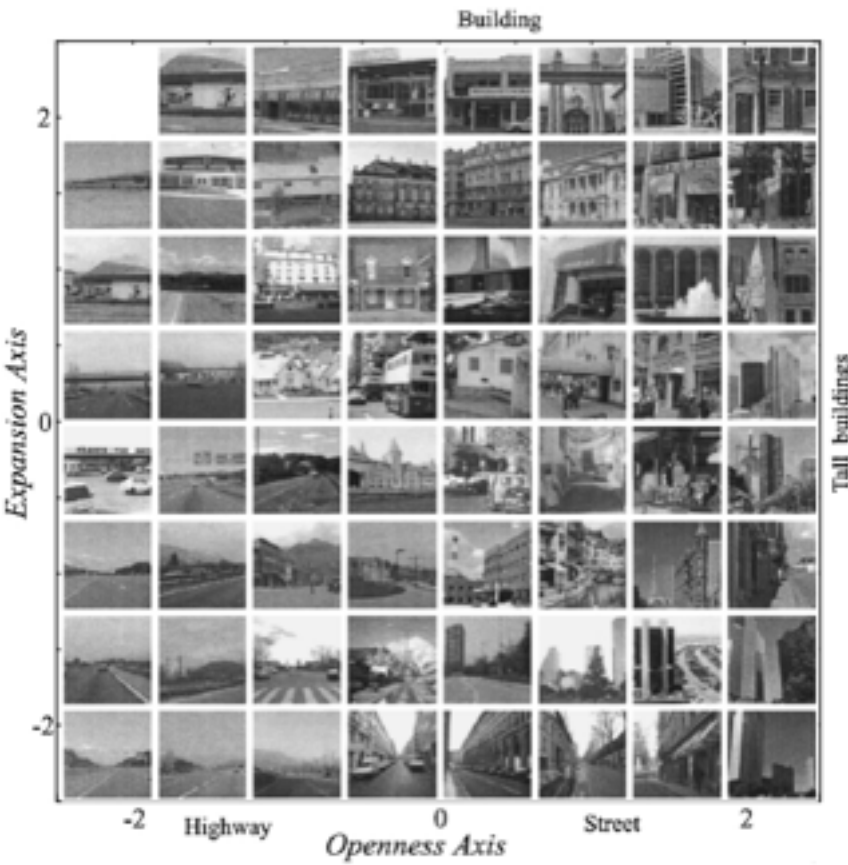 Building
2
0
-2
Expansion Axis
Tall buildings
-2
0
2
Highway
Street
Openness Axis